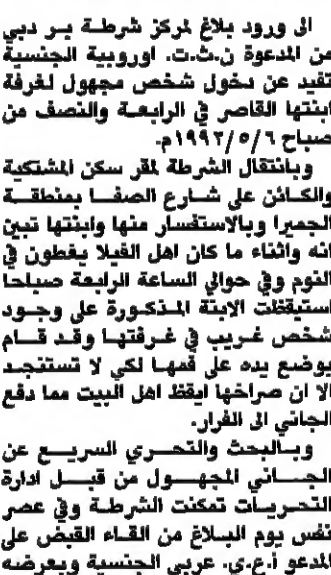 الى ورود بلاغ لمركز شرطة بر دبي
من المدعوة ن.ث.ت. اوروبية الجنسية
تفيد عن دخول شخص مجهول لغرفة
ابنتها القاصر في الرابعة والنصف من
صباح ١٩٩٢/٥/٦م.
وبانتقال الشرطة لمقر سكن المشتكية
والكائن على شارع الصفا بمنطقة
الجميرا وبالاستفسار منها وابنتها تبين
انه واثناء ما كان اهل الفيلا يغطون في
النوم وفي حوالي الساعة الرابعة صباحا
استيقظت الابنة المذكورة على وجود
شخص غريب في غرفتها وقد قام
بوضع يده على فمها لكي لا تستنجد
الا ان صراخها ايقظ اهل البيت مما دفع
الجاني الى الفرار.
وبالبحث والتحري السريع عن
الجاني المجهول من قبل ادارة
التحريات تمكنت الشرطة وفي عصر
نفس يوم البلاغ من القاء القبض على
المدعو أ.ع.ي. عربي الجنسية وبعرضه